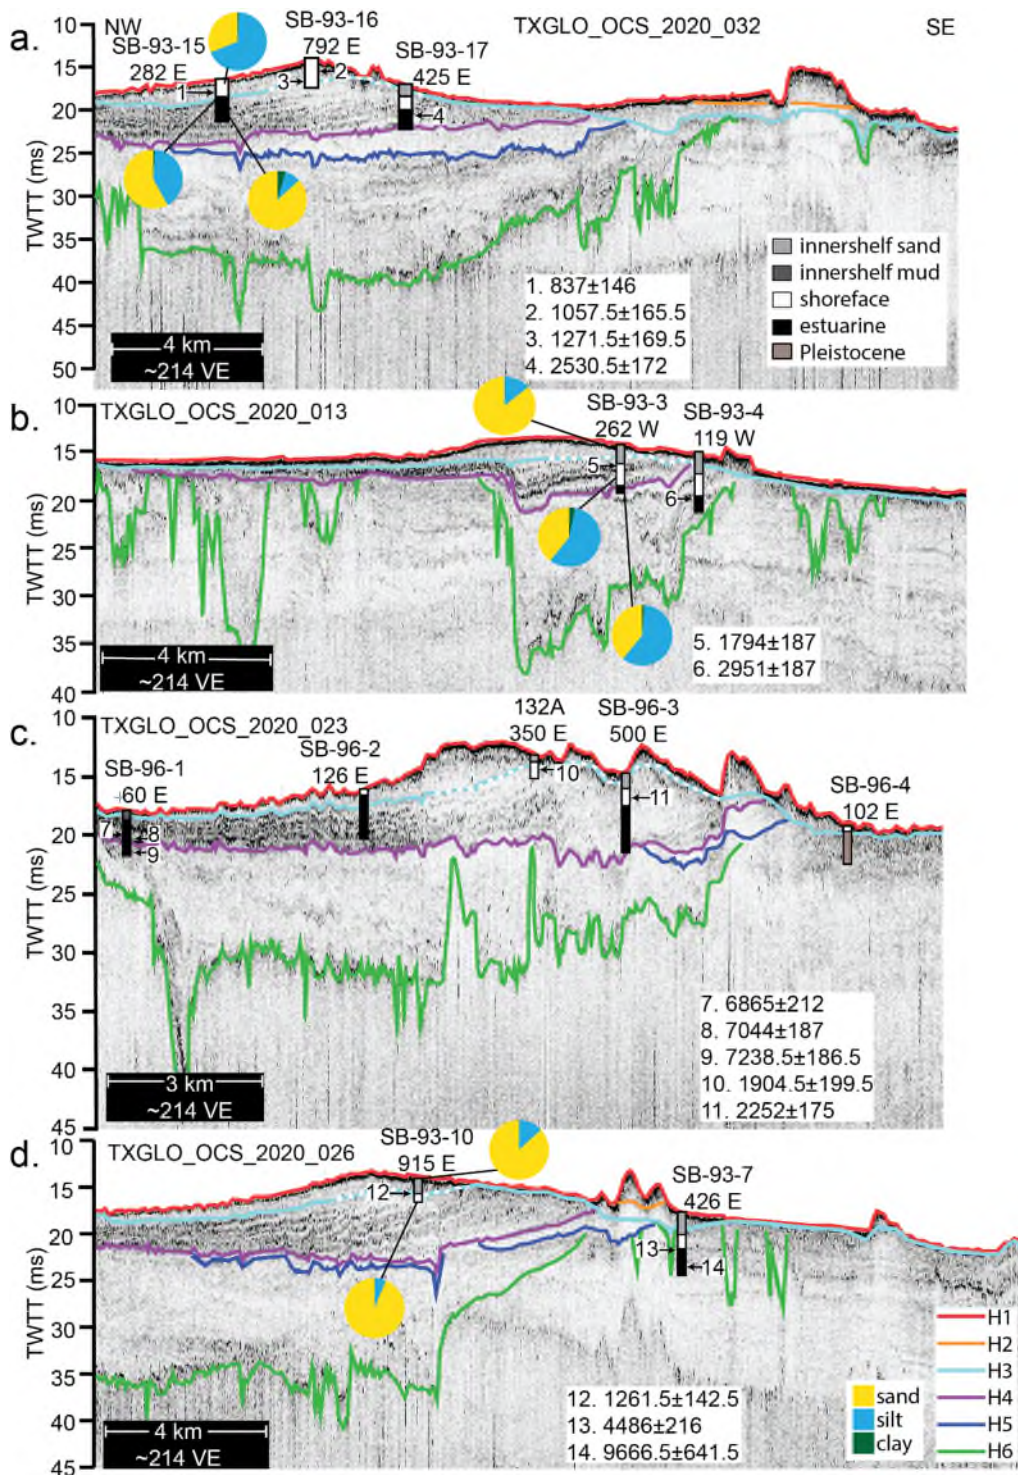 a.
NW
SB-93-16
TXGLO_OCS_2020_032
SE
SB-93-15
792 E
SB-93-17
282 E
425 E
1
2
3
4
10
15
20
25
30
35
40
45
50
TWTT (ms)
4 km
~214 VE
1. 837±146
2. 1057.5±165.5
3. 1271.5±169.5
4. 2530.5±172
innershelf sand
innershelf mud
shoreface
estuarine
Pleistocene
b.
TXGLO_OCS_2020_013
SB-93-3
262 W
SB-93-4
119 W
5
6
10
15
20
25
30
35
40
TWTT (ms)
4 km
~214 VE
5. 1794±187
6. 2951±187
c.
TXGLO_OCS_2020_023
132A
350 E
SB-96-3
500 E
SB-96-2
126 E
SB-96-1
60 E
SB-96-4
102 E
7
8
9
10
11
10
15
20
25
30
35
40
45
TWTT (ms)
3 km
~214 VE
7. 6865±212
8. 7044±187
9. 7238.5±186.5
10. 1904.5±199.5
11. 2252±175
d.
TXGLO_OCS_2020_026
SB-93-10
915 E
SB-93-7
426 E
12
13
14
10
15
20
25
30
35
40
45
TWTT (ms)
4 km
~214 VE
12. 1261.5±142.5
13. 4486±216
14. 9666.5±641.5
sand
silt
clay
H1
H2
H3
H4
H5
H6